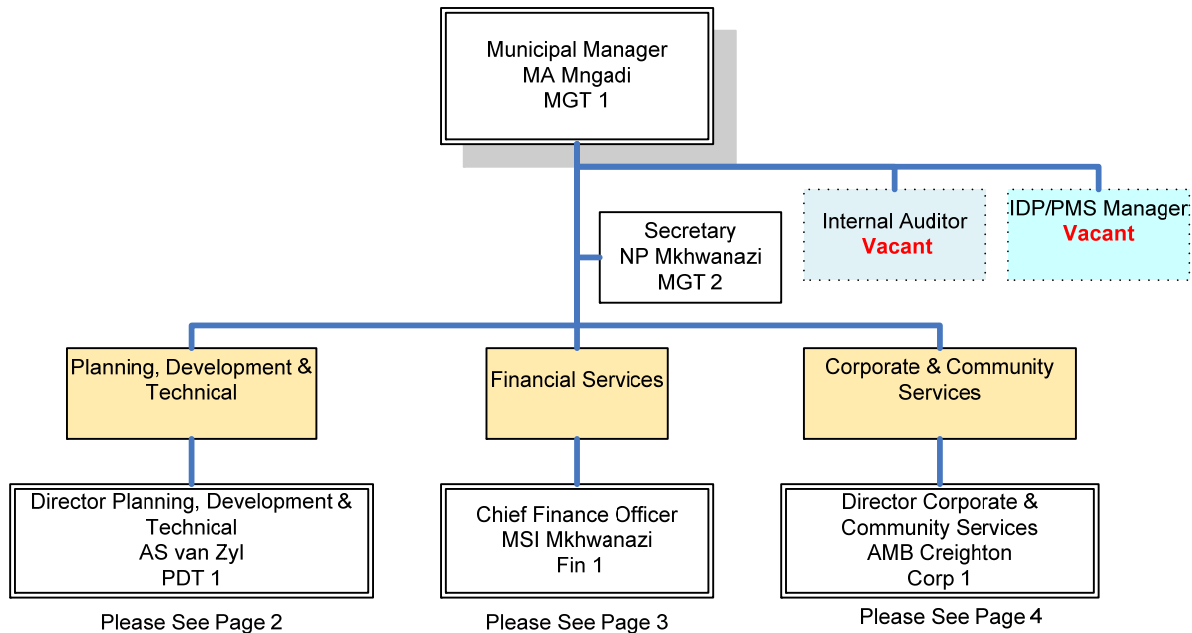 Municipal Manager
MA Mngadi
MGT 1
Internal Auditor
Vacant
IDP/PMS Manager
Vacant
Secretary
NP Mkhwanazi
MGT 2
Planning, Development &
Technical
Financial Services
Corporate & Community
Services
Director Planning, Development &
Technical
AS van Zyl
PDT 1
Chief Finance Officer
MSI Mkhwanazi
Fin 1
Director Corporate &
Community Services
AMB Creighton
Corp 1
Please See Page 2
Please See Page 3
Please See Page 4